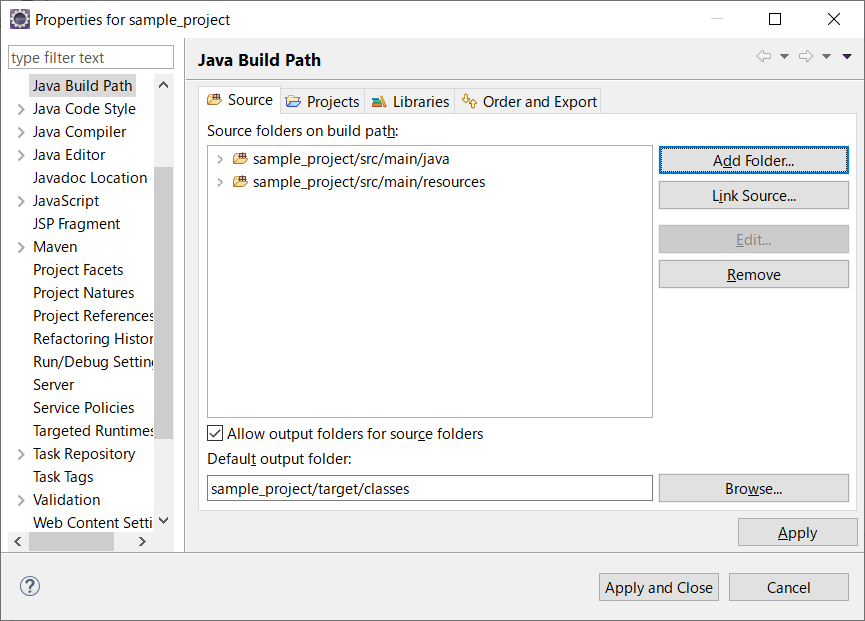 Properties for sample_project
type filter text
Java Build Path
Java Code Style
Java Compiler
Java Editor
Javadoc Location
JavaScript
JSP Fragment
Maven
Project Facets
Project Natures
Project References
Refactoring Histor
Run/Debug Setting
Server
Service Policies
Targeted Runtimes
Task Repository
Task Tags
Validation
Web Content Setti
Java Build Path
Source Projects Libraries Order and Export
Source folders on build path:
sample_project/src/main/java
sample_project/src/main/resources
Add Folder...
Link Source...
Edit...
Remove
Allow output folders for source folders
Default output folder:
sample_project/target/classes
Browse...
Apply
?
Apply and Close
Cancel